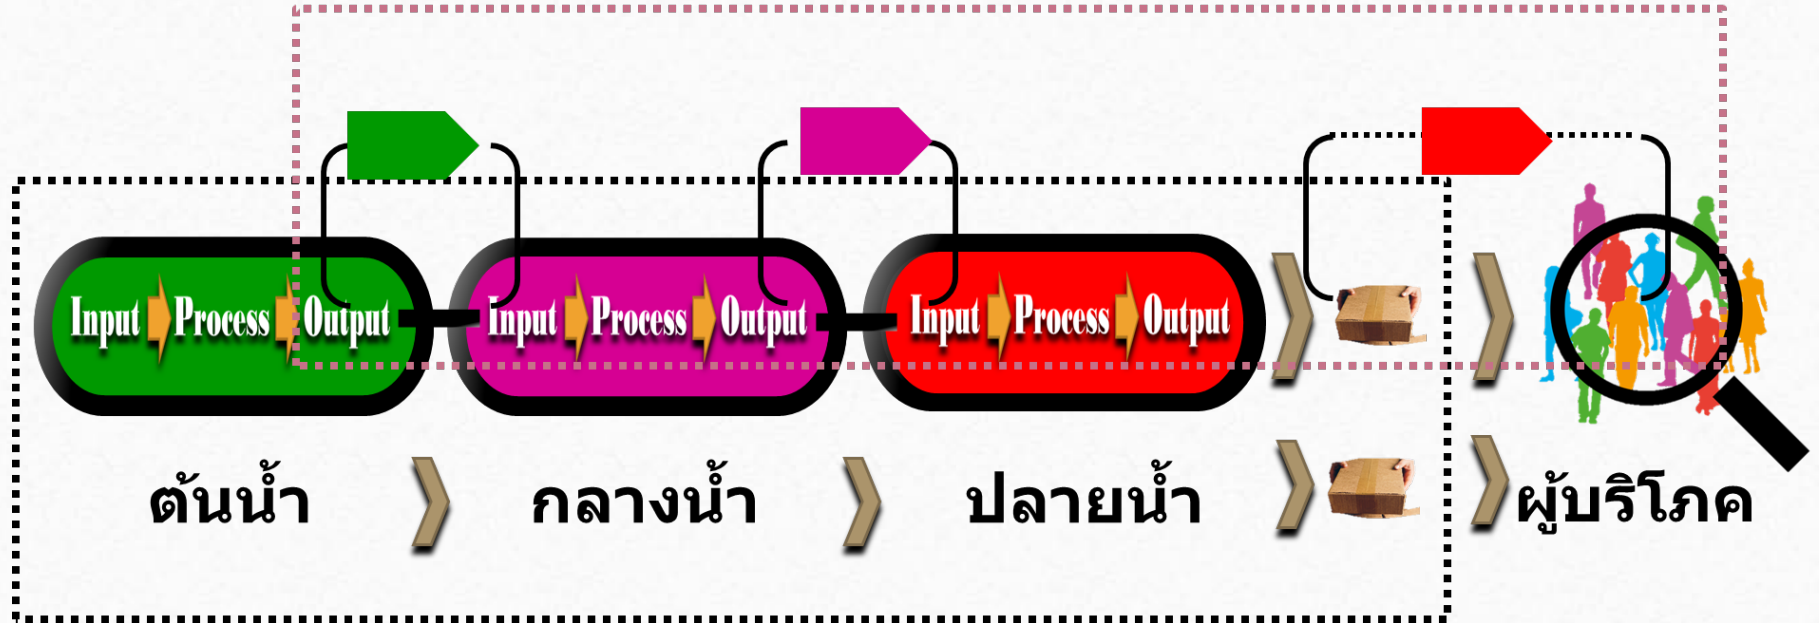 Input Process Output
Input Process Output
Input Process Output
ต้นน้ำ
กลางน้ำ
ปลายน้ำ
ผู้บริโภค